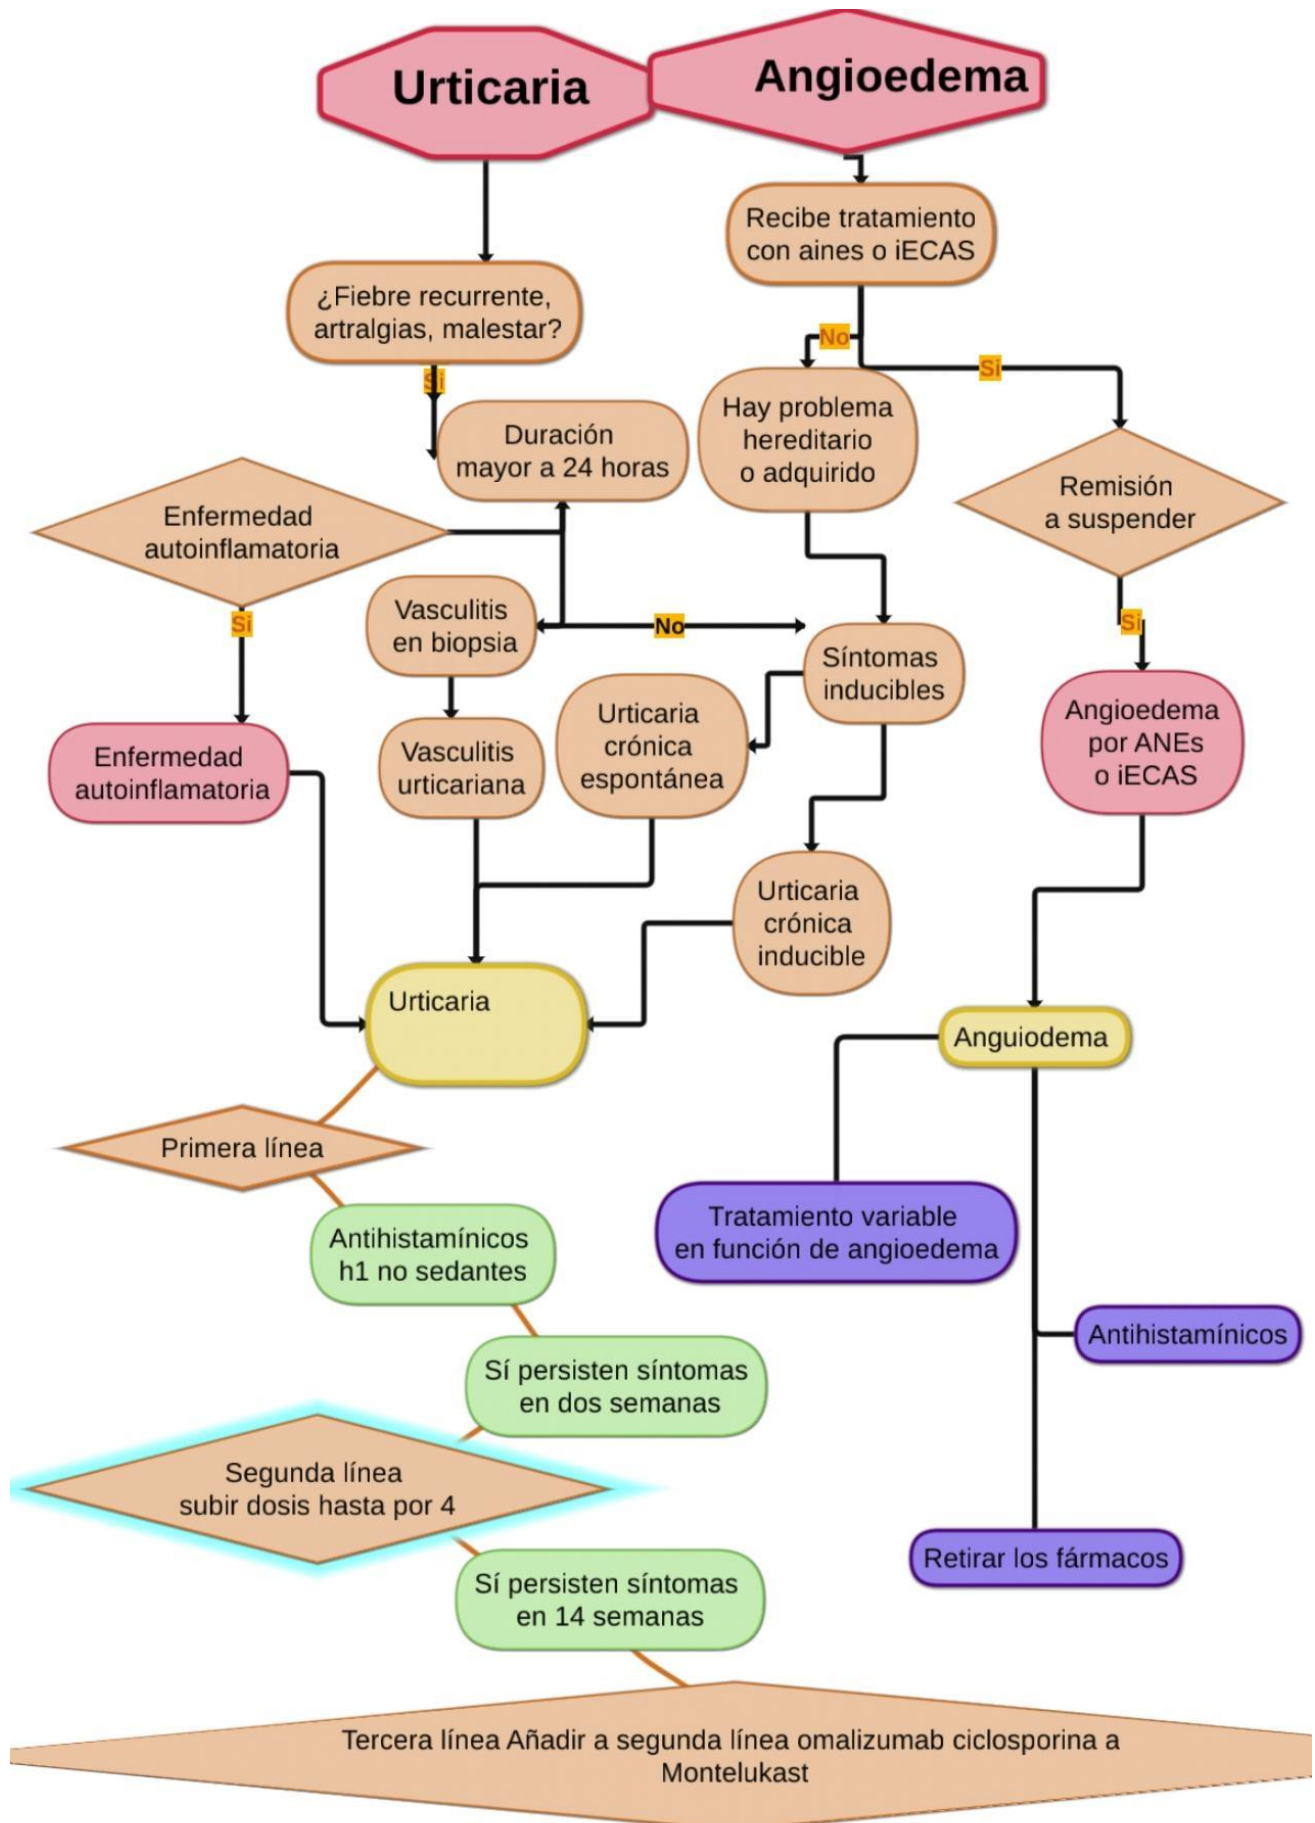 Urticaria
Angioedema
Recibe tratamiento
con aines o iECAS
¿Fiebre recurrente,
artralgias, malestar?
No
Si
Si
Hay problema
hereditario
o adquirido
Duración
mayor a 24 horas
Remisión
a suspender
Enfermedad
autoinflamatoria
Si
Vasculitis
en biopsia
No
Síntomas
inducibles
Si
Enfermedad
autoinflamatoria
Vasculitis
urticariana
Urticaria
crónica
espontánea
Angioedema
por ANEs
o iECAS
Urticaria
crónica
inducible
Urticaria
Anguiodema
Primera línea
Antihistamínicos
h1 no sedantes
Tratamiento variable
en función de angioedema
Antihistamínicos
Sí persisten síntomas
en dos semanas
Segunda línea
subir dosis hasta por 4
Retirar los fármacos
Sí persisten síntomas
en 14 semanas
Tercera línea Añadir a segunda línea omalizumab ciclosporina a
Montelukast